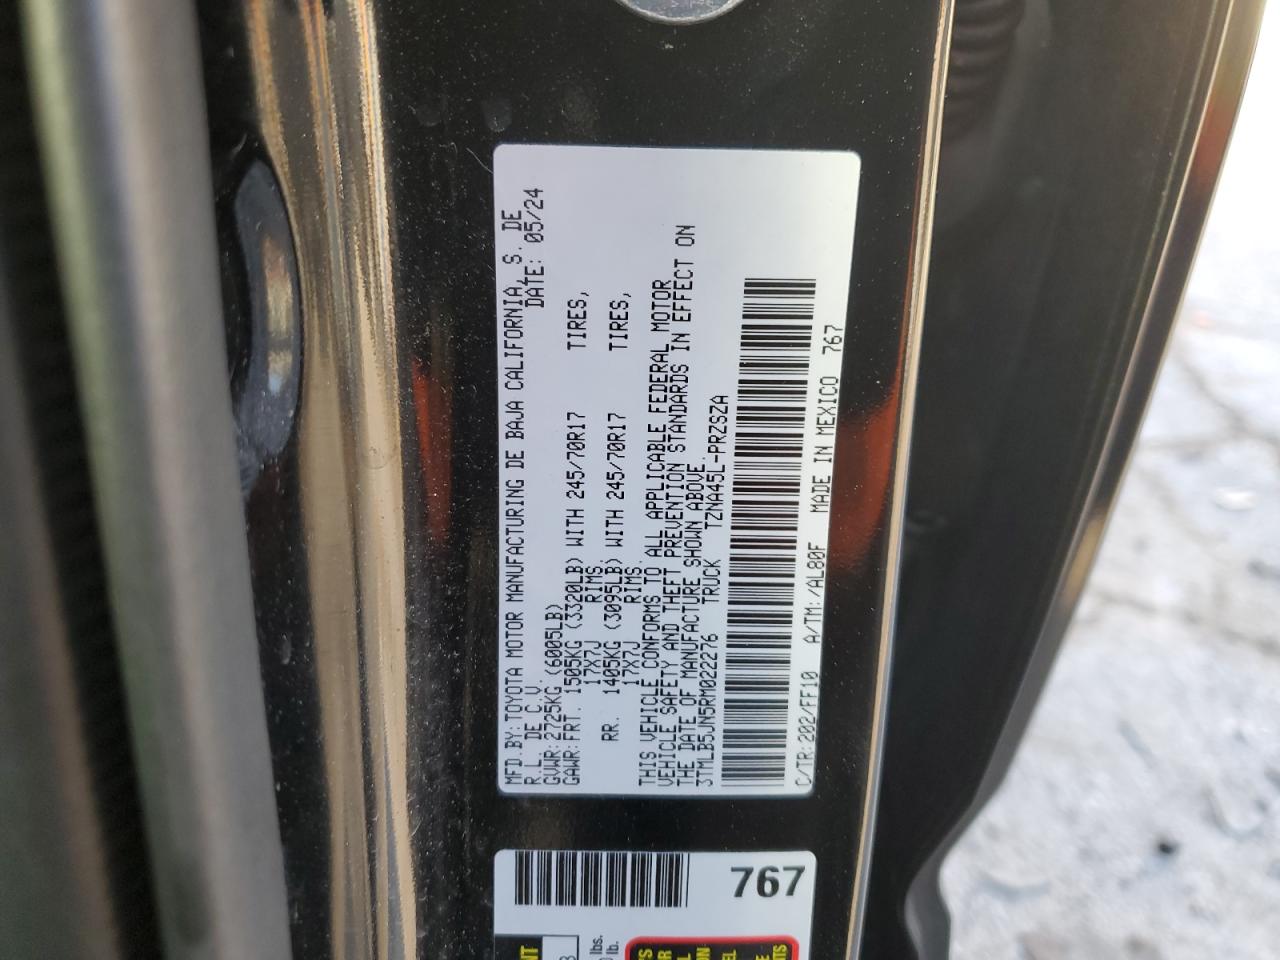 MFD.BY: TOYOTA MOTOR MANUFACTURING DE BAJA CALIFORNIA, S. DE
R.L. DE C.V. DATE: 05/24
GVWR: 2725KG (6005LB)
GAWR: FRT. 1505KG (3320LB) WITH 245/70R17 TIRES,
17X7J RIMS.
RR. 1405KG (3095LB) WITH 245/70R17 TIRES,
17X7J RIMS.
THIS VEHICLE CONFORMS TO ALL APPLICABLE FEDERAL MOTOR
VEHICLE SAFETY AND THEFT PREVENTION STANDARDS IN EFFECT ON
THE DATE OF MANUFACTURE SHOWN ABOVE.
3TMLB5JN5RM022276 TRUCK TZNA45L-PRZSZA
C/TR: 202/FF10 A/TM: /AL80F MADE IN MEXICO 767
767
lbs.
lb.